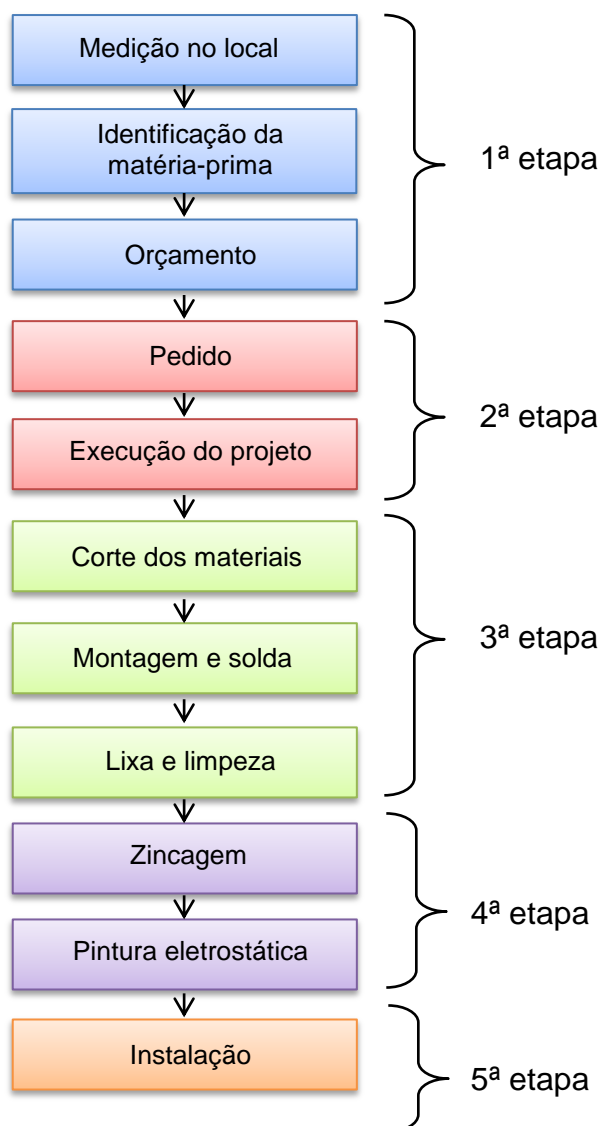 Medição no local
Identificação da
matéria-prima
1ª etapa
Orçamento
Pedido
2ª etapa
Execução do projeto
Corte dos materiais
3ª etapa
Montagem e solda
Lixa e limpeza
Zincagem
4ª etapa
Pintura eletrostática
Instalação
5ª etapa